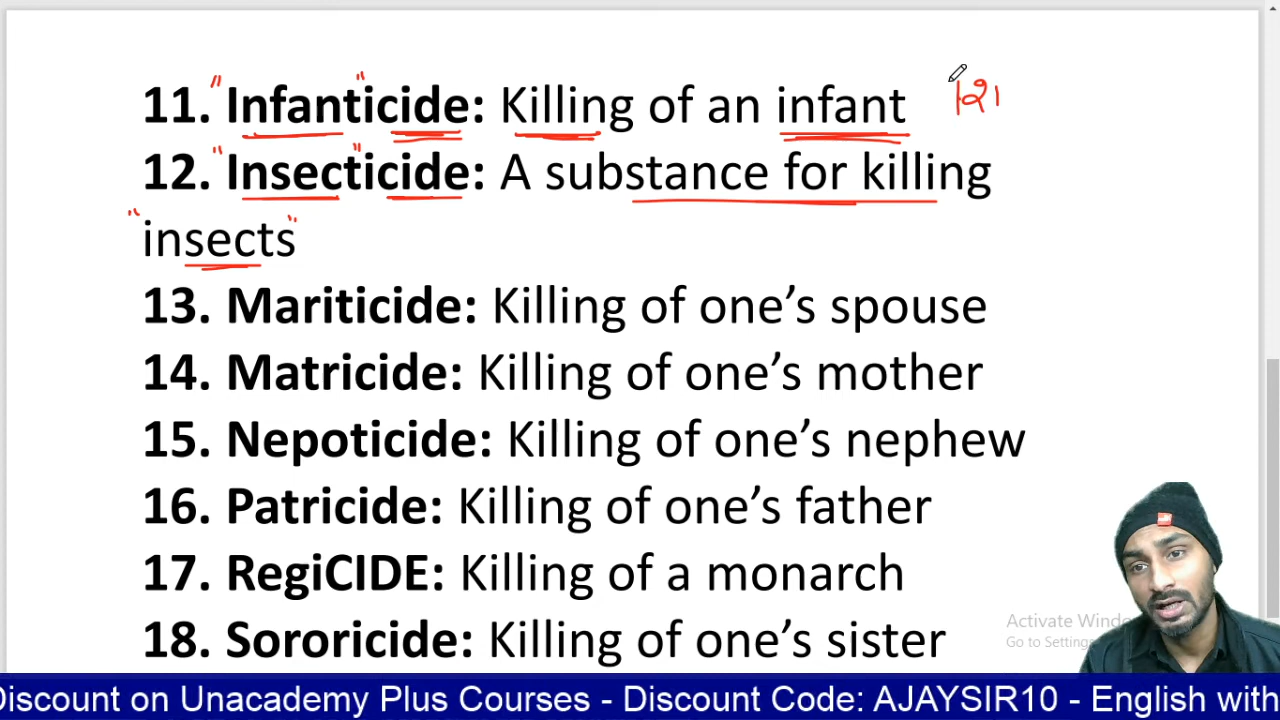 11. Infanticide: Killing of an infant
12. Insecticide: A substance for killing
insects
13. Mariticide: Killing of one’s spouse
14. Matricide: Killing of one’s mother
15. Nepoticide: Killing of one’s nephew
16. Patricide: Killing of one’s father
17. RegiCIDE: Killing of a monarch
18. Sororicide: Killing of one’s sister
Activate Windo
Go to Settings
Discount on Unacademy Plus Courses - Discount Code: AJAYSIR10 - English with